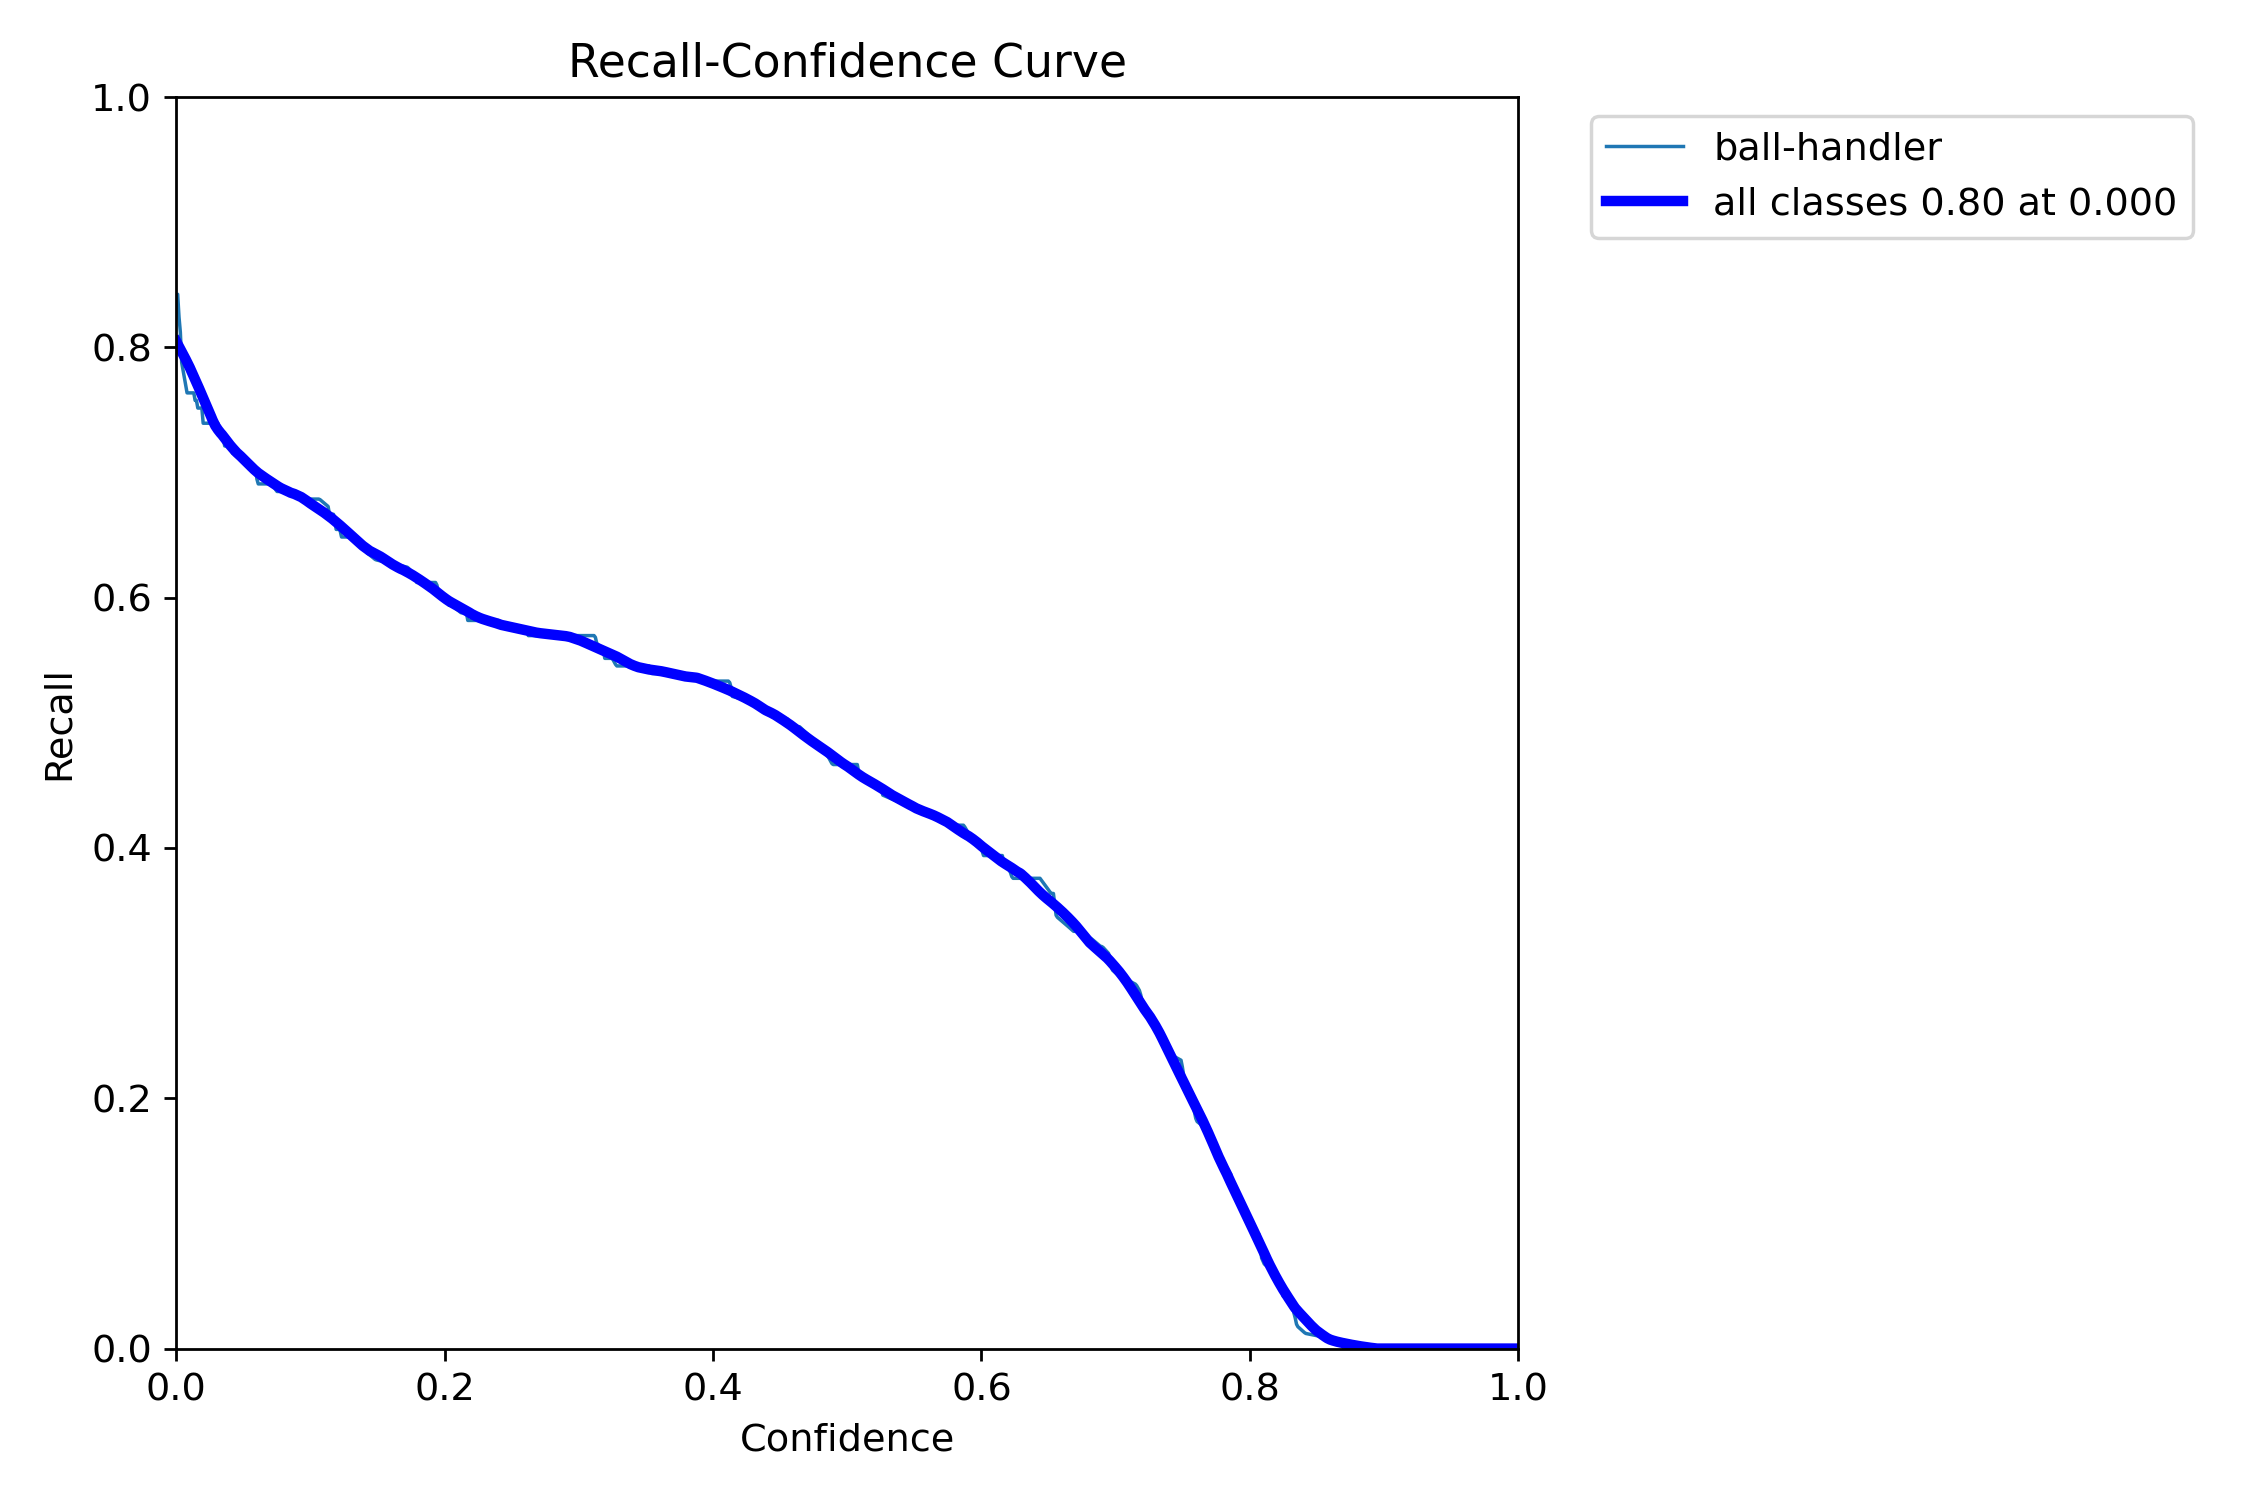 Recall-Confidence Curve
1.0
0.8
0.6
0.4
0.2
0.0
Recall
0.0 0.2 0.4 0.6 0.8 1.0
Confidence
ball-handler
all classes 0.80 at 0.000